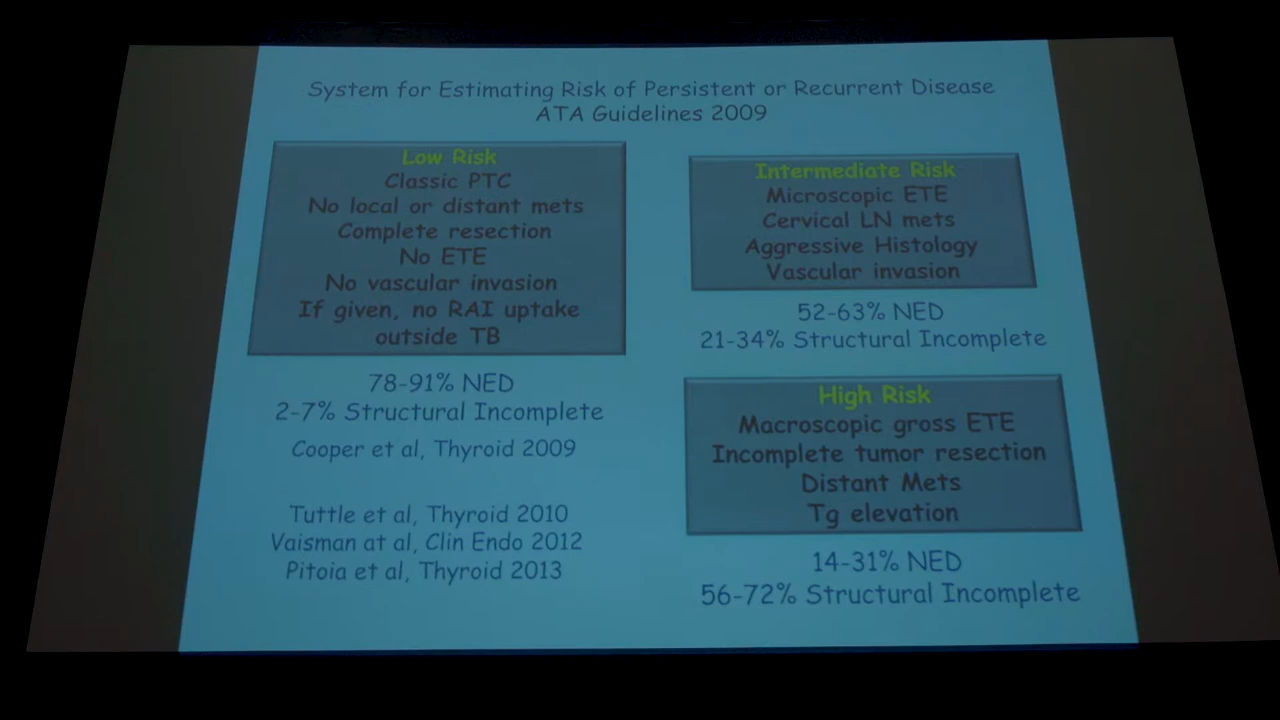 System for Estimating Risk of Persistent or Recurrent Disease
ATA Guidelines 2009
Low Risk
Classic PTC
No local or distant mets
Complete resection
No ETE
No vascular invasion
If given, no RAI uptake
outside TB
78-91% NED
2-7% Structural Incomplete
Cooper et al, Thyroid 2009
Tuttle et al, Thyroid 2010
Vaisman at al, Clin Endo 2012
Pitoia et al, Thyroid 2013
Intermediate Risk
Microscopic ETE
Cervical LN mets
Aggressive Histology
Vascular invasion
52-63% NED
21-34% Structural Incomplete
High Risk
Macroscopic gross ETE
Incomplete tumor resection
Distant Mets
Tg elevation
14-31% NED
56-72% Structural Incomplete